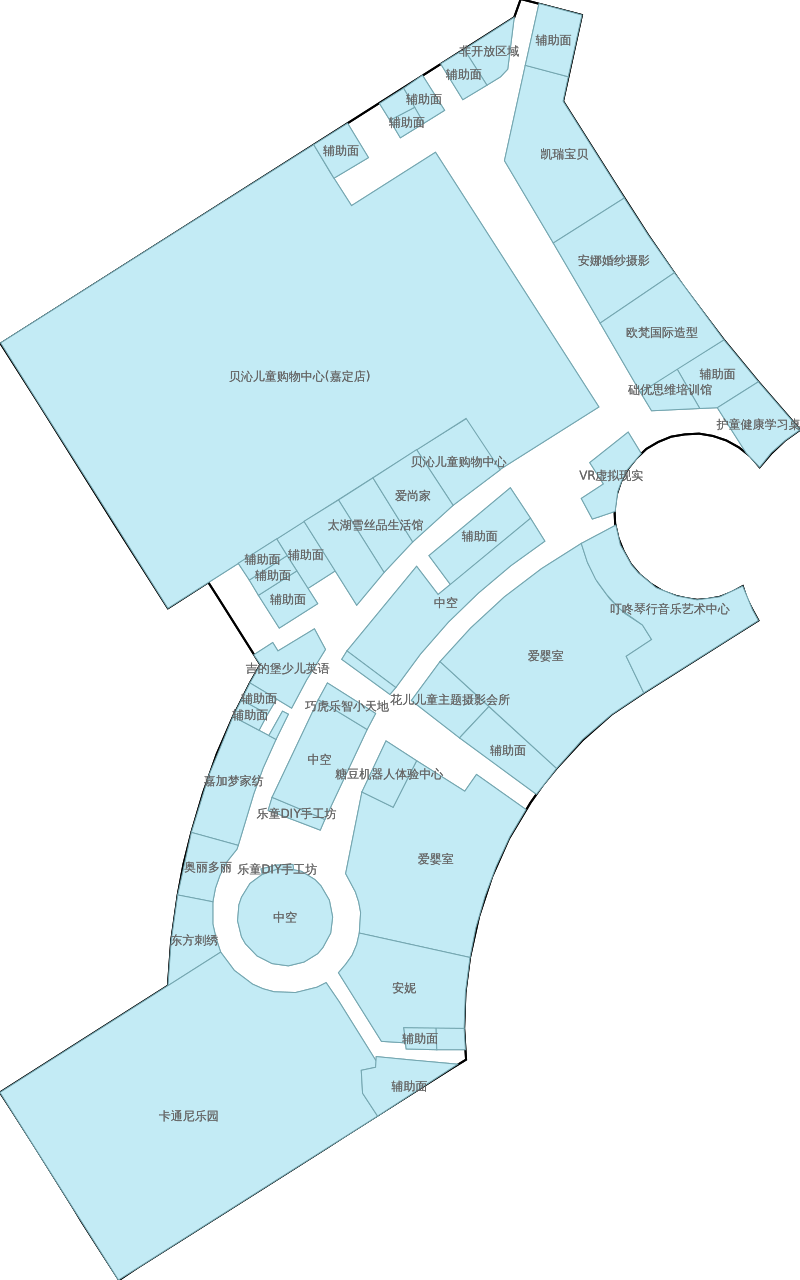 辅助面
非开放区域
辅助面
辅助面
辅助面
辅助面
凯瑞宝贝
安娜婚纱摄影
欧梵国际造型
辅助面
础优思维培训馆
贝沁儿童购物中心(嘉定店)
护童健康学习桌
贝沁儿童购物中心
VR虚拟现实
爱尚家
太湖雪丝品生活馆
辅助面
辅助面
辅助面
辅助面
辅助面
中空
叮咚琴行音乐艺术中心
爱婴室
吉的堡少儿英语
辅助面
花儿儿童主题摄影会所
巧虎乐智小天地
辅助面
辅助面
中空
糖豆机器人体验中心
嘉加梦家纺
乐童DIY手工坊
爱婴室
奥丽多丽
乐童DIY手工坊
中空
东方刺绣
安妮
辅助面
辅助面
卡通尼乐园